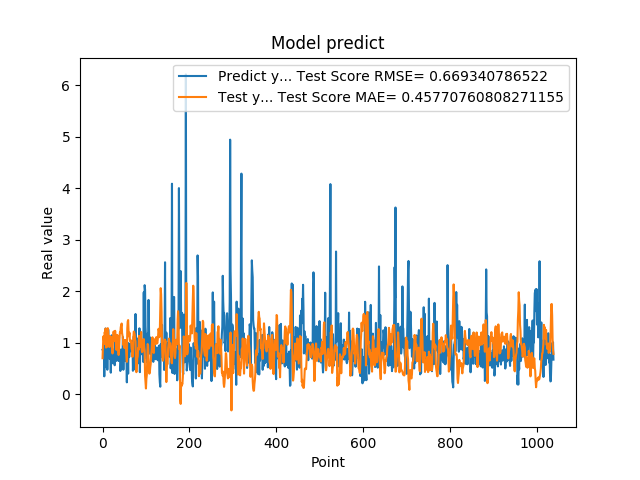 Model predict
Predict y... Test Score RMSE= 0.669340786522
Test y... Test Score MAE= 0.45770760808271155
Real value
6
5
4
3
2
1
0
0 200 400 600 800 1000
Point